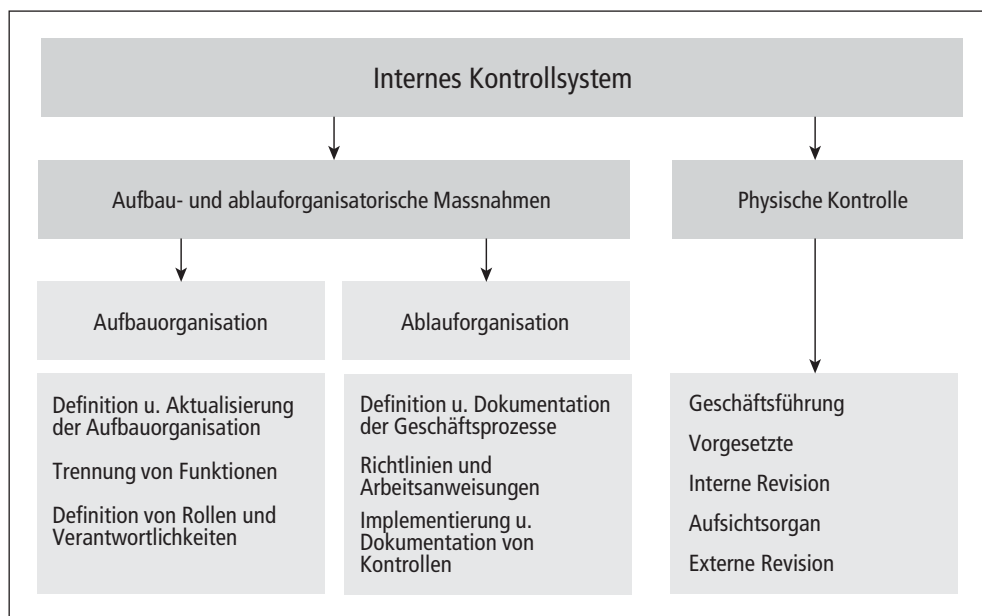 Internes Kontrollsystem
Aufbau- und ablauforganisatorische Massnahmen
Physische Kontrolle
Aufbauorganisation
Ablauforganisation
Definition u. Aktualisierung
der Aufbauorganisation
Trennung von Funktionen
Definition von Rollen und
Verantwortlichkeiten
Definition u. Dokumentation
der Geschäftsprozesse
Richtlinien und
Arbeitsanweisungen
Implementierung u.
Dokumentation von
Kontrollen
Geschäftsführung
Vorgesetzte
Interne Revision
Aufsichtsorgan
Externe Revision